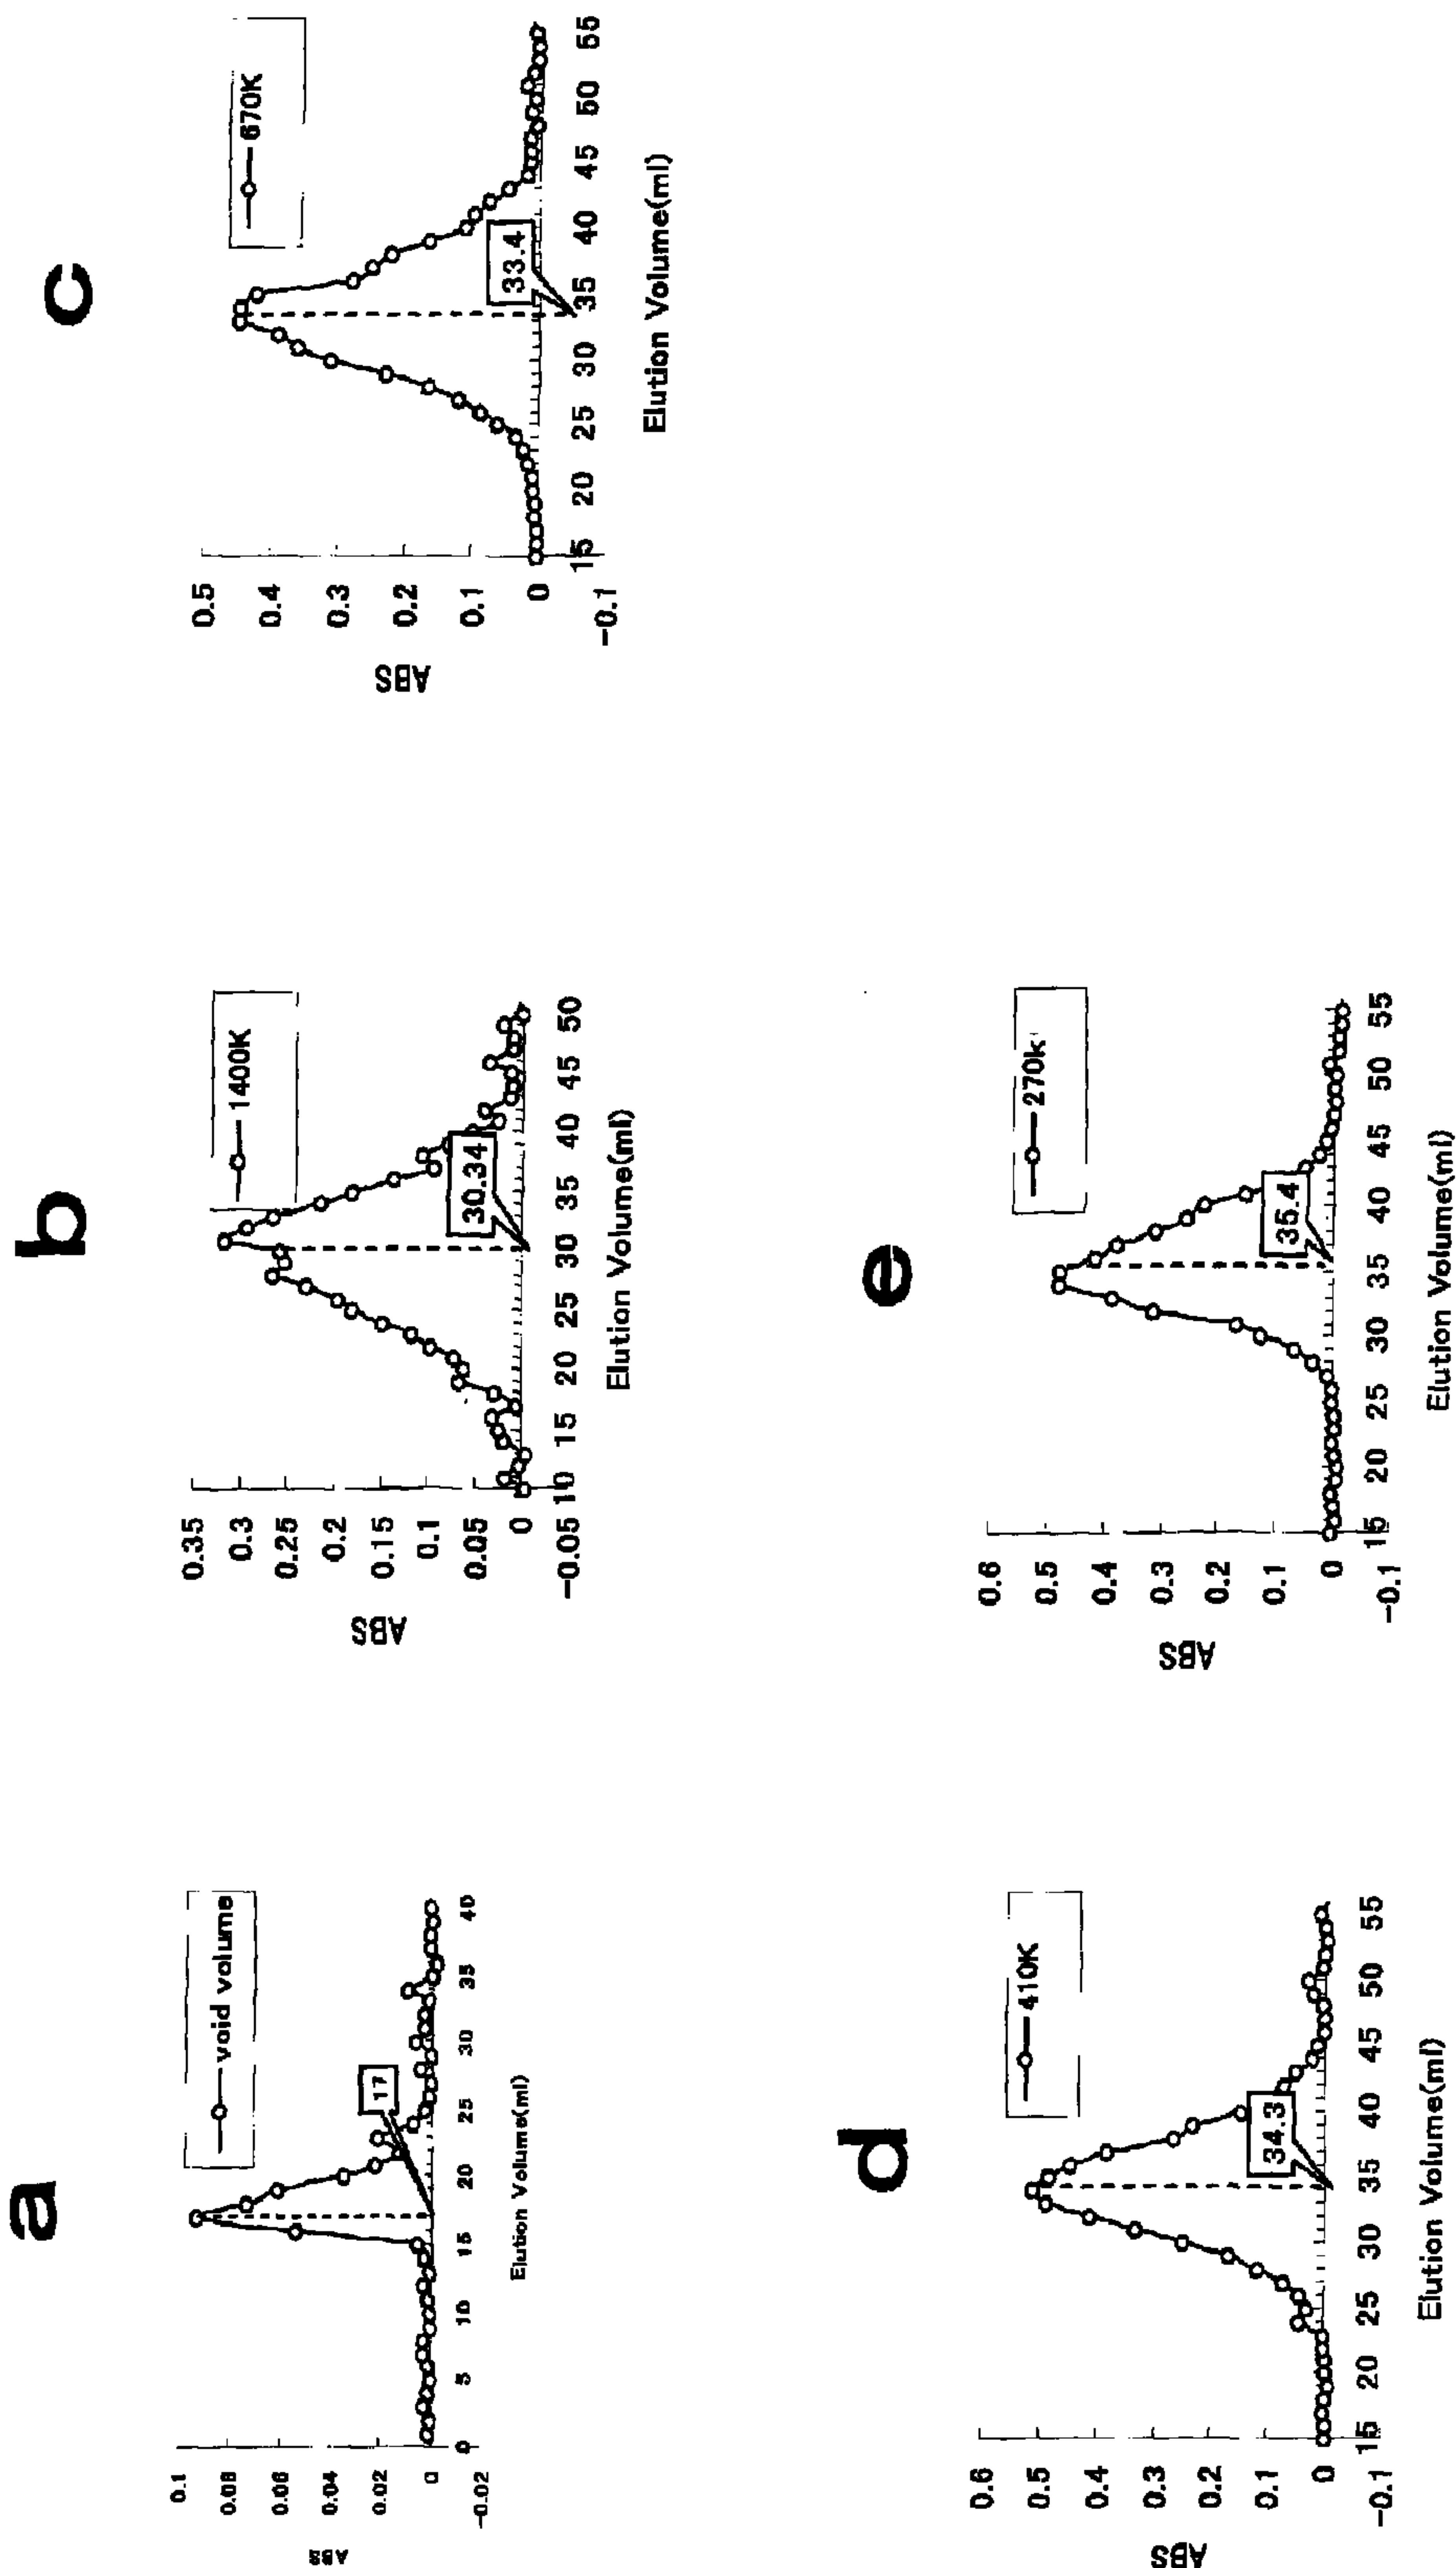 a
void volume
ABS
0.1
0.08
0.06
0.04
0.02
0
-0.02
17
0 5 10 15 20 25 30 35 40
Elution Volume(ml)
b
1400K
ABS
0.35
0.3
0.25
0.2
0.15
0.1
0.05
0
-0.05
30.34
10 15 20 25 30 35 40 45 50
Elution Volume(ml)
c
670K
ABS
0.5
0.4
0.3
0.2
0.1
0
-0.1
33.4
15 20 25 30 35 40 45 50 55
Elution Volume(ml)
d
410K
ABS
0.6
0.5
0.4
0.3
0.2
0.1
0
-0.1
34.3
15 20 25 30 35 40 45 50 55
Elution Volume(ml)
e
270k
ABS
0.6
0.5
0.4
0.3
0.2
0.1
0
-0.1
35.4
15 20 25 30 35 40 45 50 55
Elution Volume(ml)